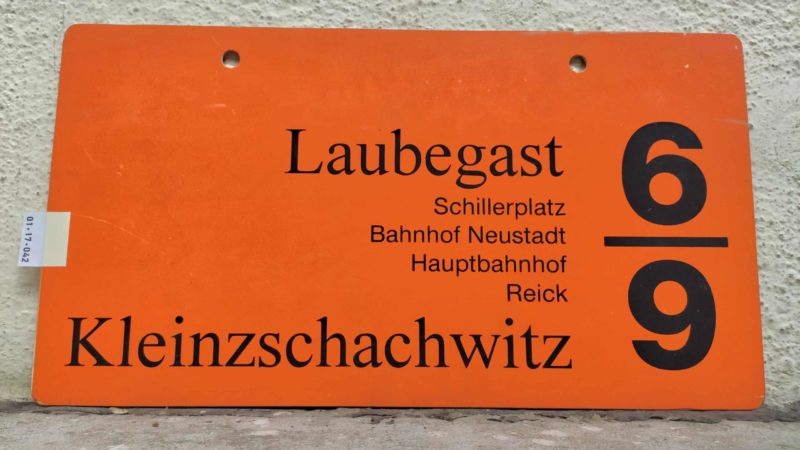 Laubegast
Schillerplatz
Bahnhof Neustadt
Hauptbahnhof
Reick
Kleinzschachwitz
6
9
01-17-042